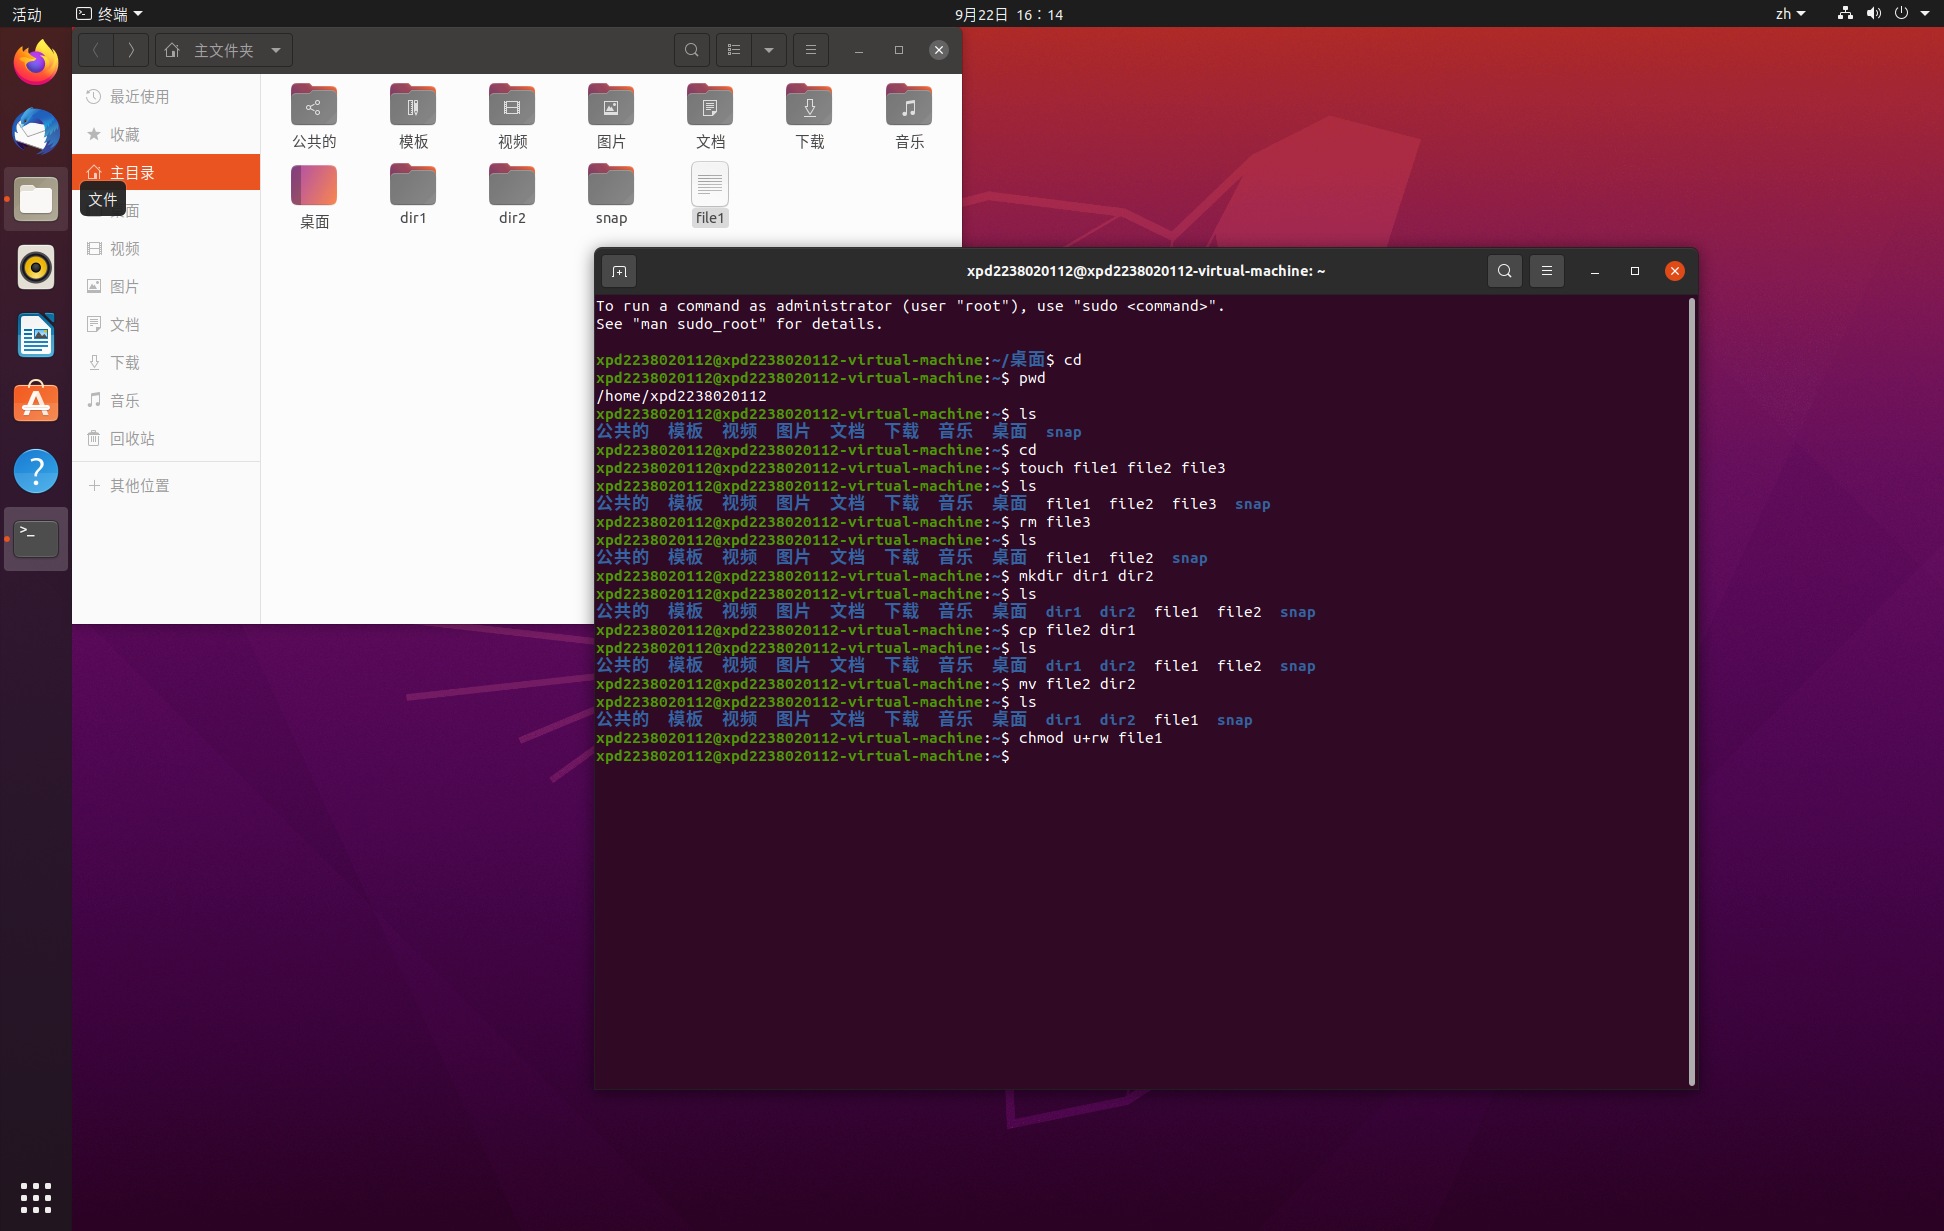 活动
终端
9月22日 16：14
zh
主文件夹
最近使用
收藏
主目录
文件
面
视频
图片
文档
下载
音乐
回收站
其他位置
公共的 模板 视频 图片 文档 下载 音乐
桌面 dir1 dir2 snap file1
xpd2238020112@xpd2238020112-virtual-machine: ~
To run a command as administrator (user "root"), use "sudo <command>".
See "man sudo_root" for details.
xpd2238020112@xpd2238020112-virtual-machine:~/桌面$ cd
xpd2238020112@xpd2238020112-virtual-machine:~$ pwd
/home/xpd2238020112
xpd2238020112@xpd2238020112-virtual-machine:~$ ls
公共的 模板 视频 图片 文档 下载 音乐 桌面 snap
xpd2238020112@xpd2238020112-virtual-machine:~$ cd
xpd2238020112@xpd2238020112-virtual-machine:~$ touch file1 file2 file3
xpd2238020112@xpd2238020112-virtual-machine:~$ ls
公共的 模板 视频 图片 文档 下载 音乐 桌面 file1 file2 file3 snap
xpd2238020112@xpd2238020112-virtual-machine:~$ rm file3
xpd2238020112@xpd2238020112-virtual-machine:~$ ls
公共的 模板 视频 图片 文档 下载 音乐 桌面 file1 file2 snap
xpd2238020112@xpd2238020112-virtual-machine:~$ mkdir dir1 dir2
xpd2238020112@xpd2238020112-virtual-machine:~$ ls
公共的 模板 视频 图片 文档 下载 音乐 桌面 dir1 dir2 file1 file2 snap
xpd2238020112@xpd2238020112-virtual-machine:~$ cp file2 dir1
xpd2238020112@xpd2238020112-virtual-machine:~$ ls
公共的 模板 视频 图片 文档 下载 音乐 桌面 dir1 dir2 file1 file2 snap
xpd2238020112@xpd2238020112-virtual-machine:~$ mv file2 dir2
xpd2238020112@xpd2238020112-virtual-machine:~$ ls
公共的 模板 视频 图片 文档 下载 音乐 桌面 dir1 dir2 file1 snap
xpd2238020112@xpd2238020112-virtual-machine:~$ chmod u+rw file1
xpd2238020112@xpd2238020112-virtual-machine:~$